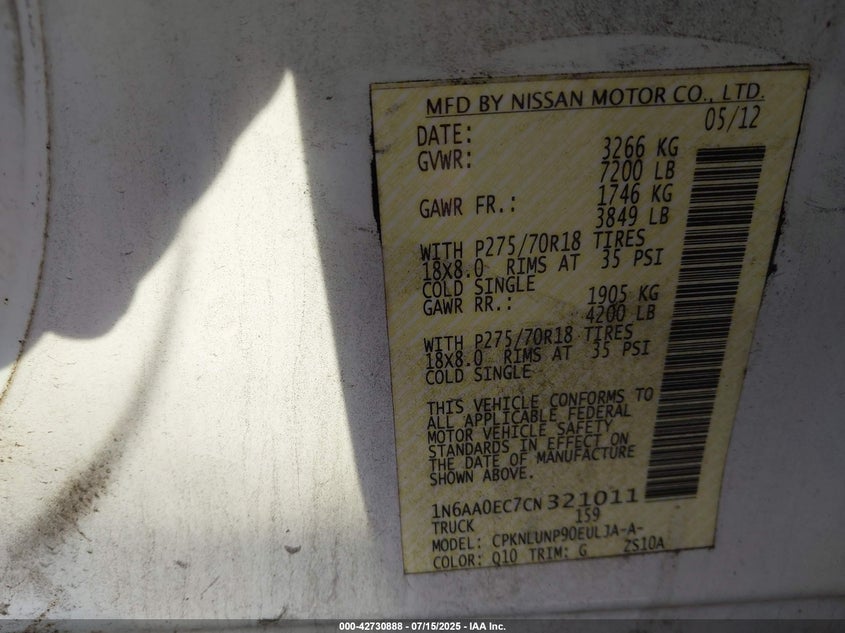 MFD BY NISSAN MOTOR CO., LTD.
DATE: 05/12
GVWR: 3266 KG
7200 LB
GAWR FR.: 1746 KG
3849 LB
WITH P275/70R18 TIRES
18X8.0 RIMS AT 35 PSI
COLD SINGLE
GAWR RR.: 1905 KG
4200 LB
WITH P275/70R18 TIRES
18X8.0 RIMS AT 35 PSI
COLD SINGLE
THIS VEHICLE CONFORMS TO
ALL APPLICABLE FEDERAL
MOTOR VEHICLE SAFETY
STANDARDS IN EFFECT ON
THE DATE OF MANUFACTURE
SHOWN ABOVE.
1N6AA0EC7CN321011
TRUCK 159
MODEL: CPKNLUNP90EULJA-A-
COLOR: Q10 TRIM: G ZS10A
000-42730888 - 07/15/2025 - IAA Inc.